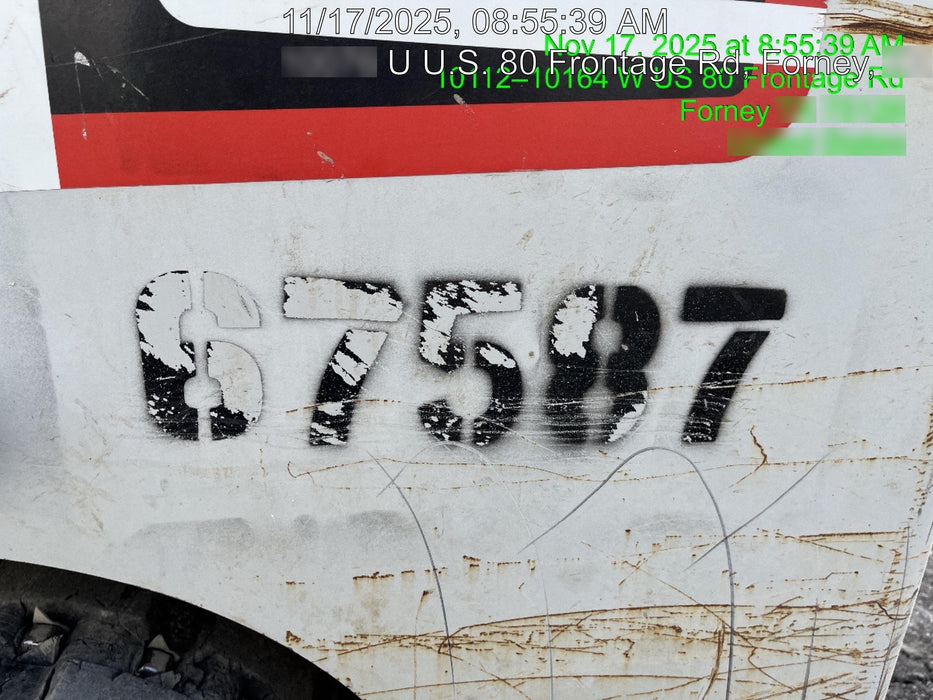 11/17/2025, 08:55:39 AM
Nov 17, 2025 at 8:55:39 AM
U U.S. 80 Frontage Rd, Forney,
10112–10164 W US 80 Frontage Rd
Forney
67587